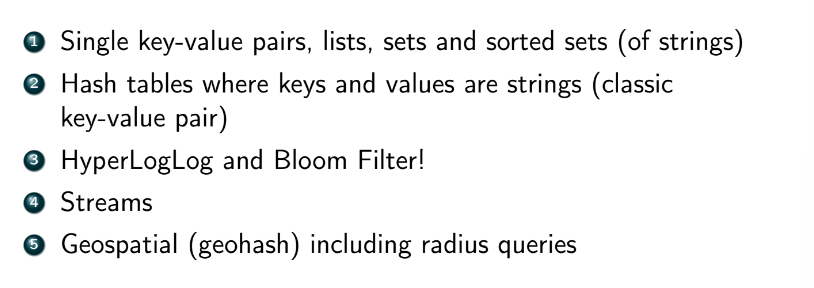 1 Single key-value pairs, lists, sets and sorted sets (of strings)
2 Hash tables where keys and values are strings (classic
key-value pair)
3 HyperLogLog and Bloom Filter!
4 Streams
5 Geospatial (geohash) including radius queries